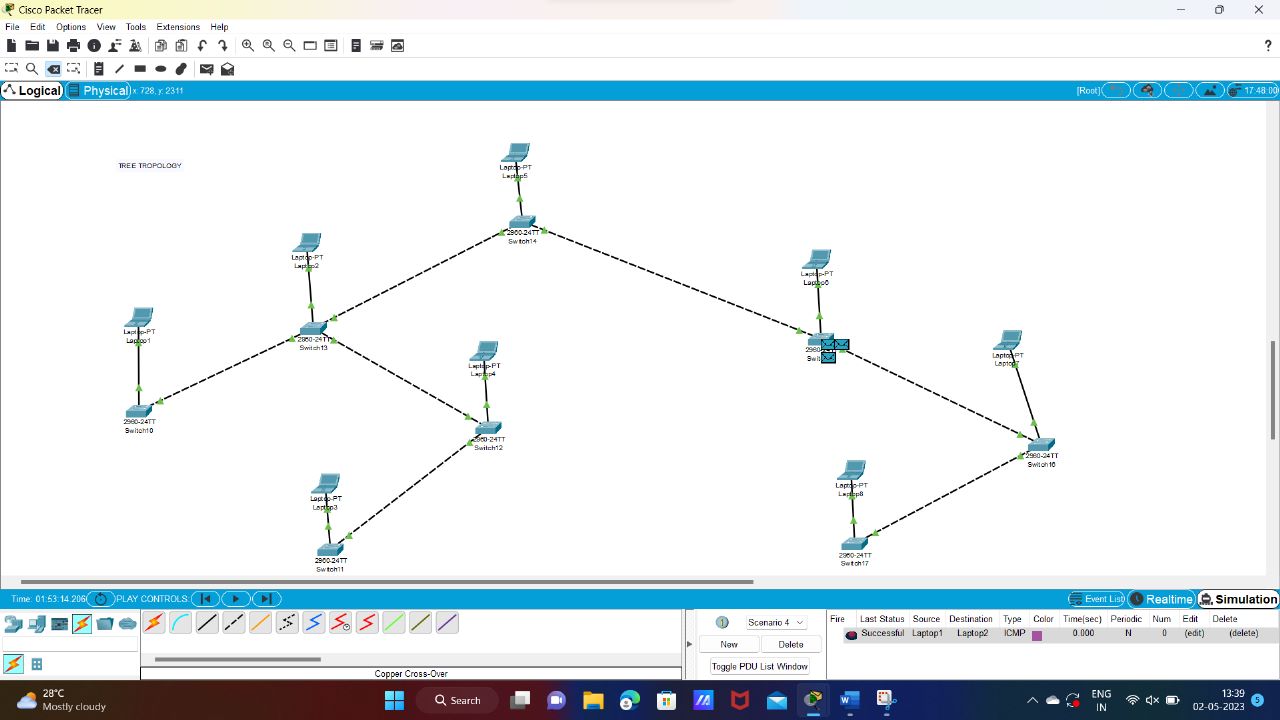 Cisco Packet Tracer
File Edit Options View Tools Extensions Help
?
Logical Physical x: 728, y: 2311 [Root] 17:48:00
TREE TROPOLOGY
Laptop-PT
Laptop5
2960-24TT
Switch14
Laptop-PT
Laptop2
Laptop-PT
Laptop6
2960-24TT
Switch13
Laptop-PT
Laptop1
Laptop-PT
Laptop4
2960
Laptop7
2960-24TT
Switch10
2960-24TT
Switch12
2960-24TT
Switch16
Laptop-PT
Laptop3
Laptop-PT
Laptop8
2960-24TT
Switch11
2960-24TT
Switch17
Time: 01:53:14.206 PLAY CONTROLS: Event List Realtime Simulation
Scenario 4
New Delete
Toggle PDU List Window
Fire Last Status Source Destination Type Color Time(sec) Periodic Num Edit Delete
Successful Laptop1 Laptop2 ICMP 0.000 N 0 (edit) (delete)
Copper Cross-Over
28°C
Mostly cloudy
Search
ENG
IN
13:39
02-05-2023
5